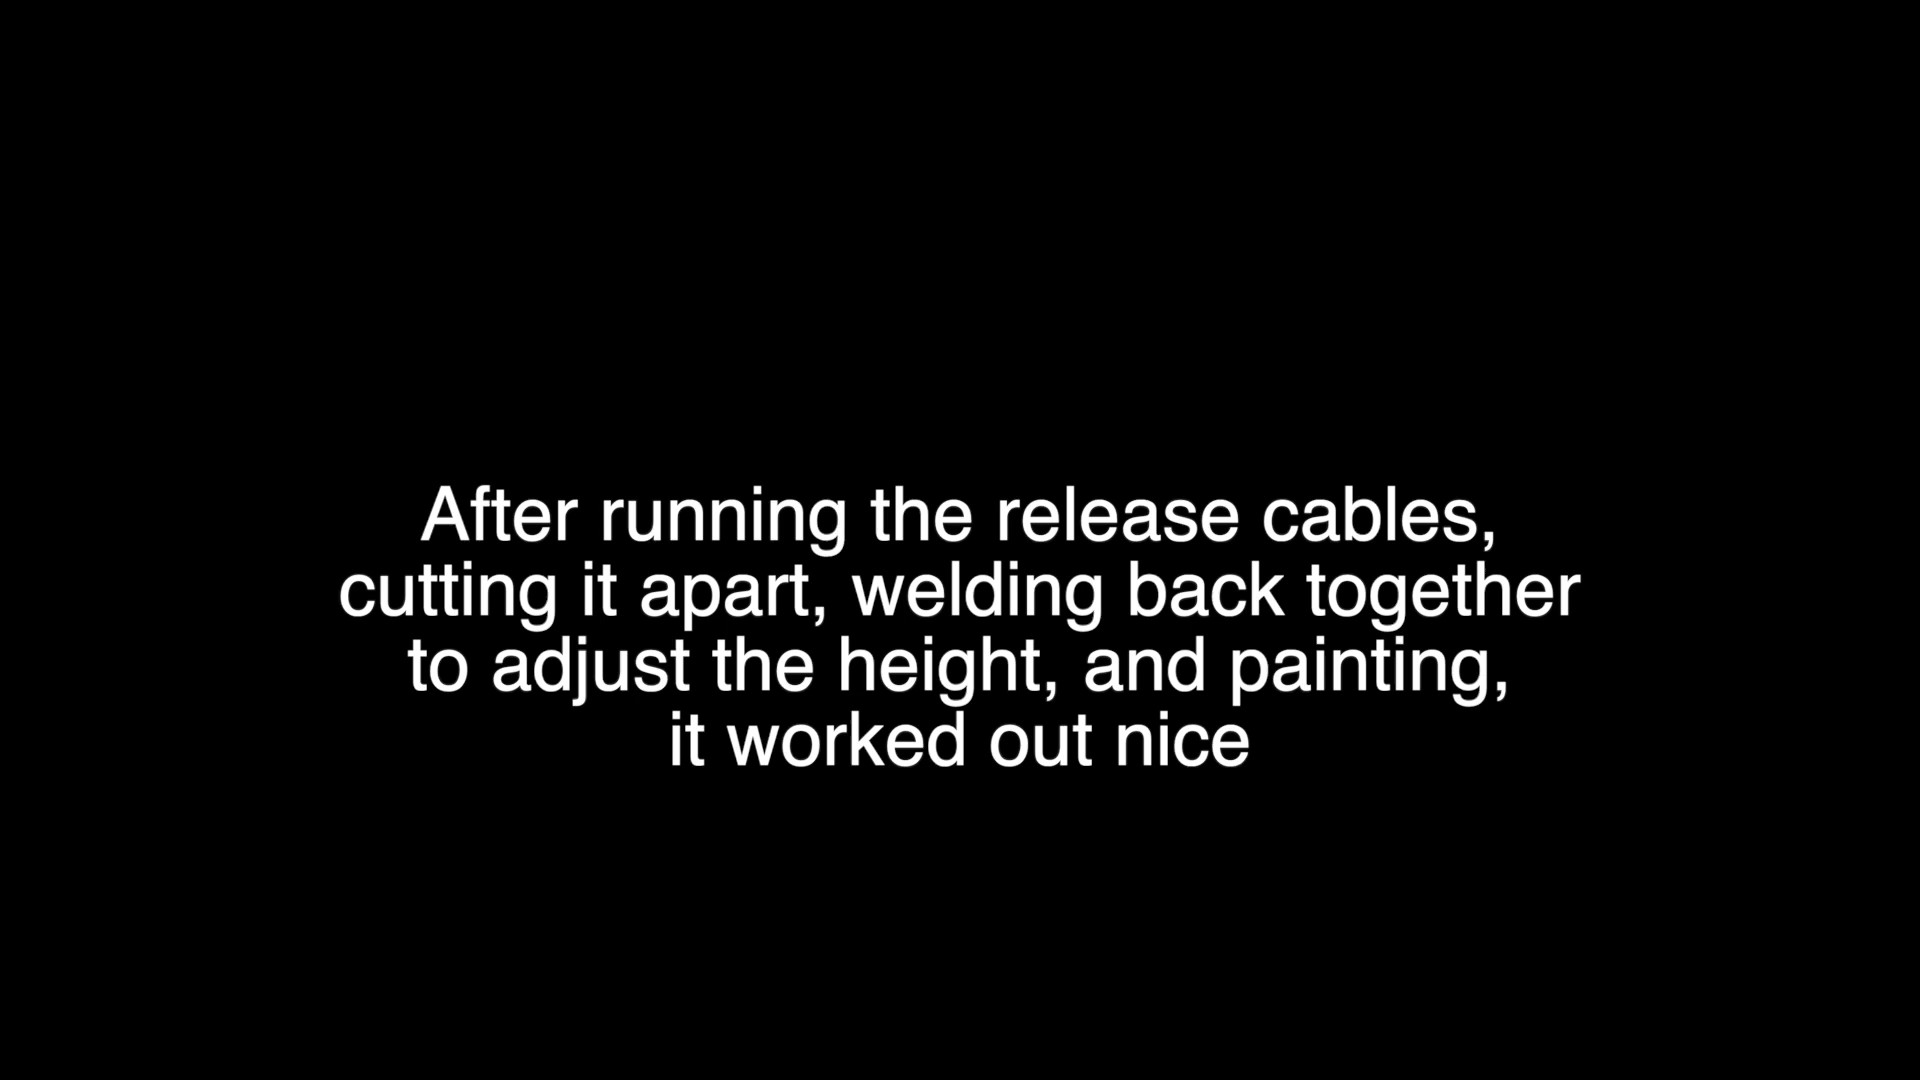 After running the release cables,
cutting it apart, welding back together
to adjust the height, and painting,
it worked out nice